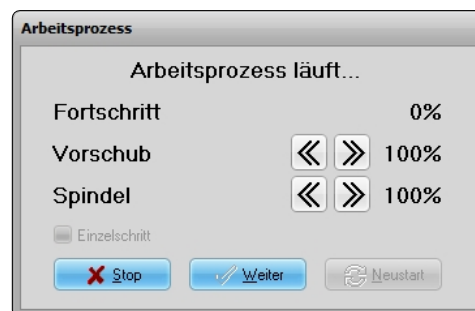 Arbeitsprozess
Arbeitsprozess läuft...
Fortschritt 0%
Vorschub 100%
Spindel 100%
Einzelschritt
Stop Weiter Neustart